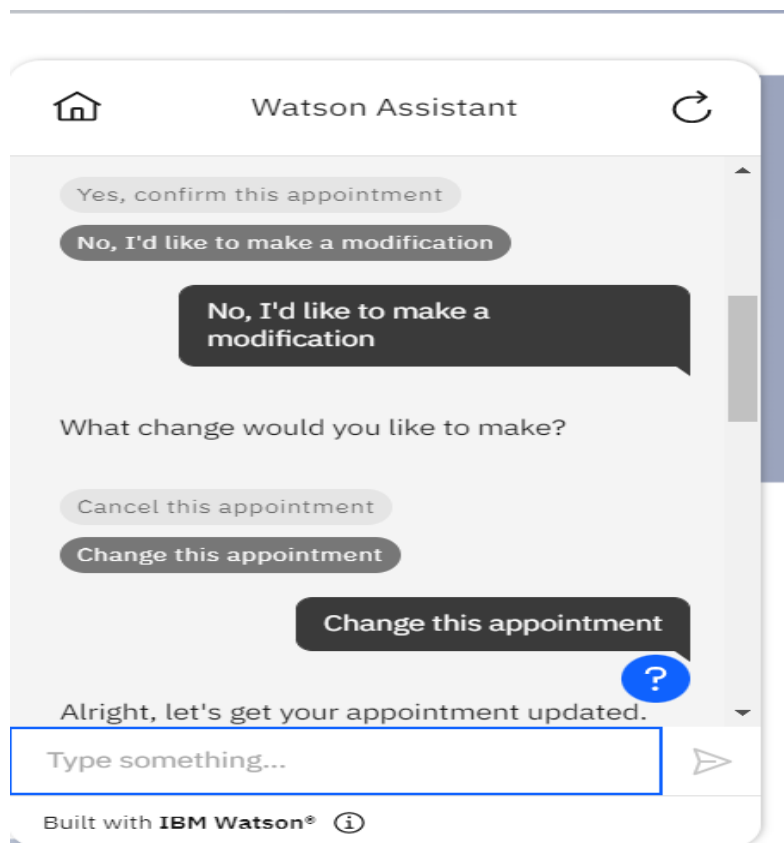 Watson Assistant
Yes, confirm this appointment
No, I'd like to make a modification
No, I'd like to make a
modification
What change would you like to make?
Cancel this appointment
Change this appointment
Change this appointment
?
Alright, let's get your appointment updated.
Type something...
Built with IBM Watson®